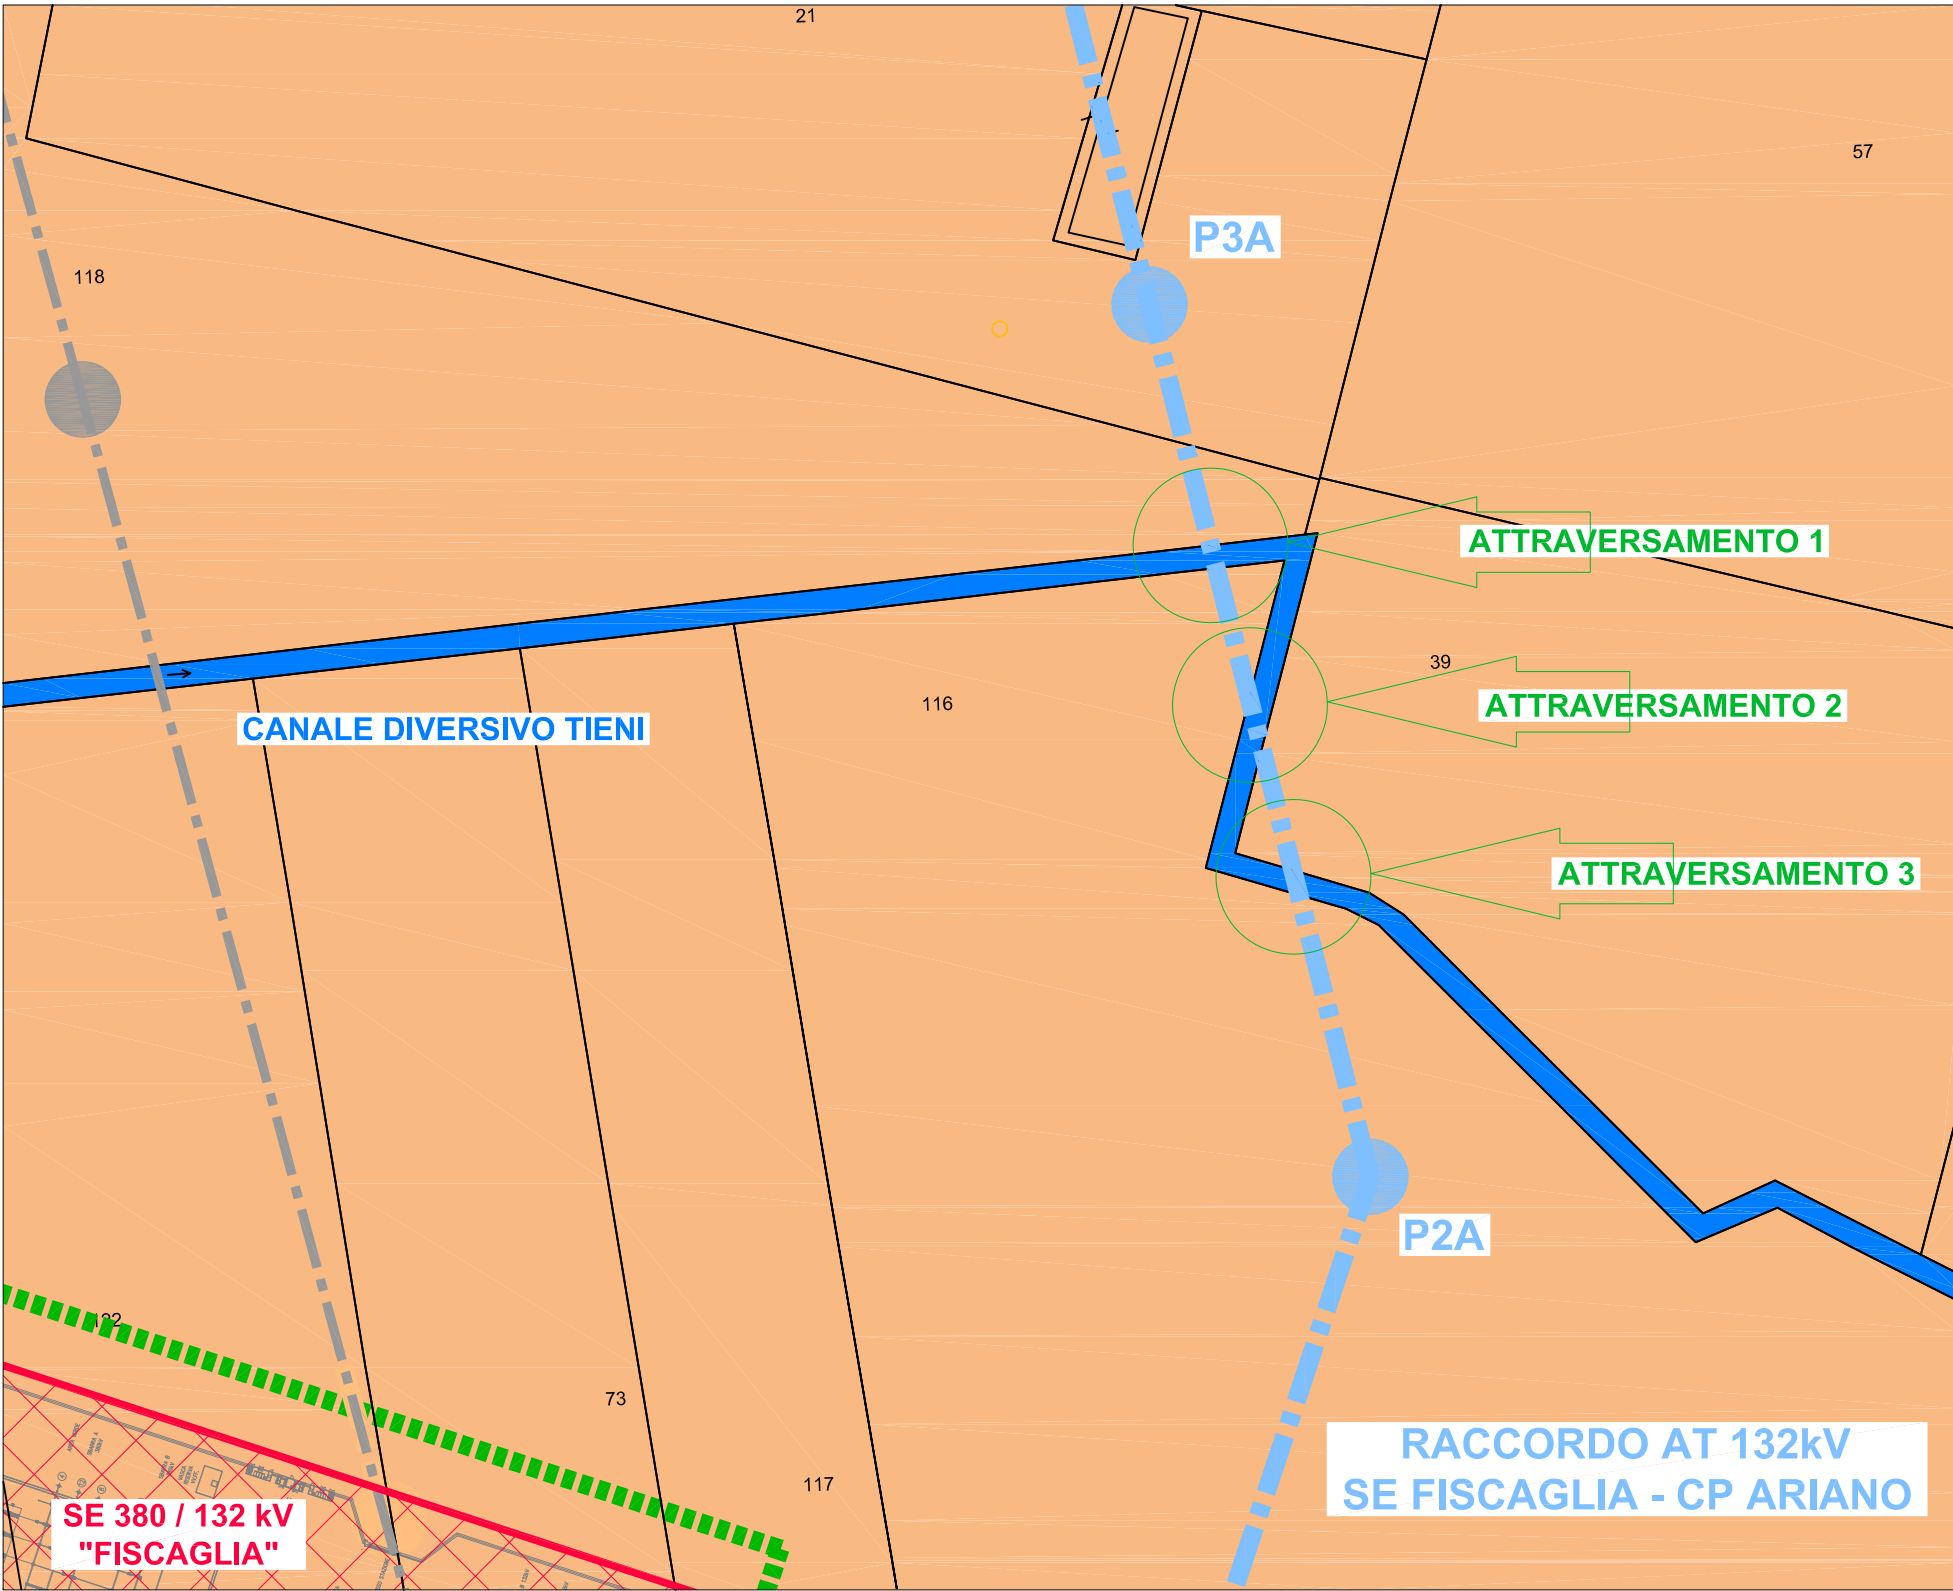 21
57
P3A
118
ATTRAVERSAMENTO 1
39
116
ATTRAVERSAMENTO 2
CANALE DIVERSIVO TIENI
ATTRAVERSAMENTO 3
P2A
73
117
RACCORDO AT 132kV
SE FISCAGLIA - CP ARIANO
SE 380 / 132 kV
"FISCAGLIA"